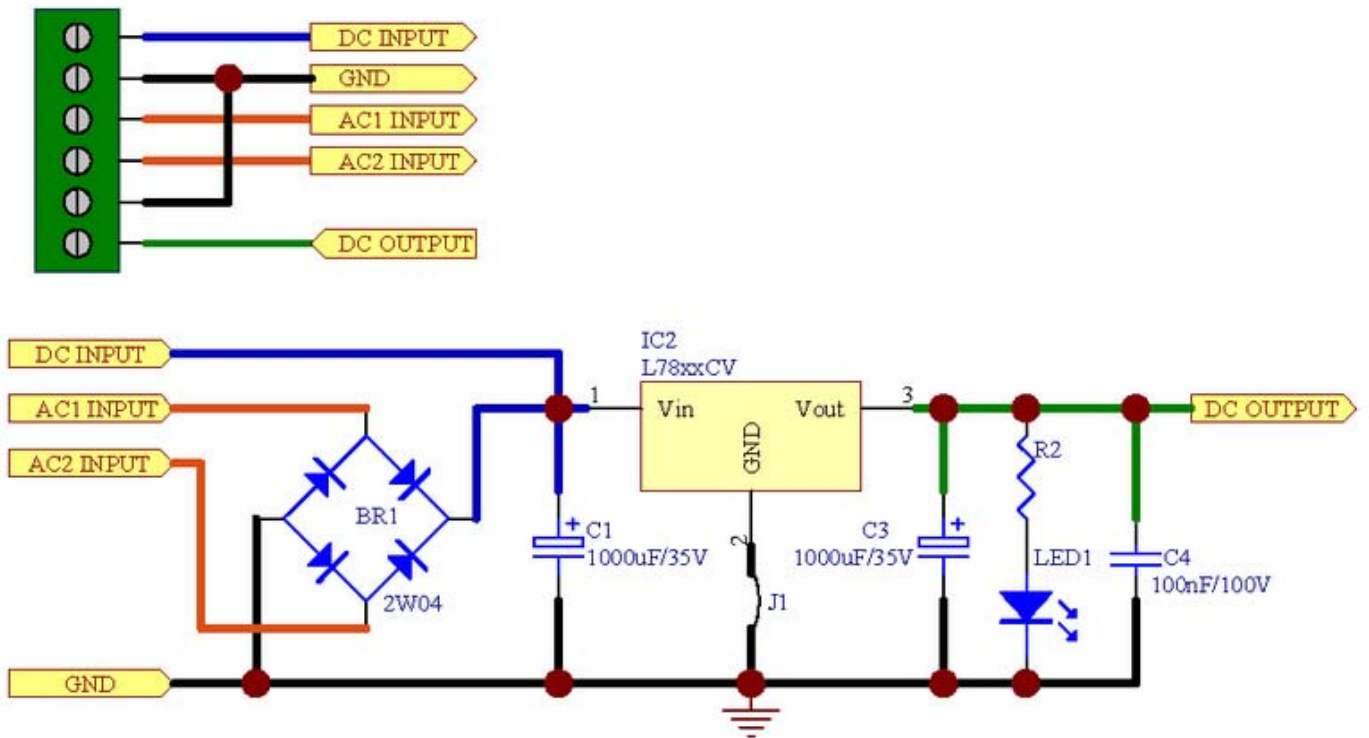 DC INPUT
GND
AC1 INPUT
AC2 INPUT
DC OUTPUT
IC2
L78xxCV
DC INPUT
1
Vin
Vout
3
AC1 INPUT
DC OUTPUT
GND
R2
AC2 INPUT
BR1
+
C1
1000uF/35V
2
C3
1000uF/35V
+
LED1
C4
100nF/100V
2W04
J1
GND